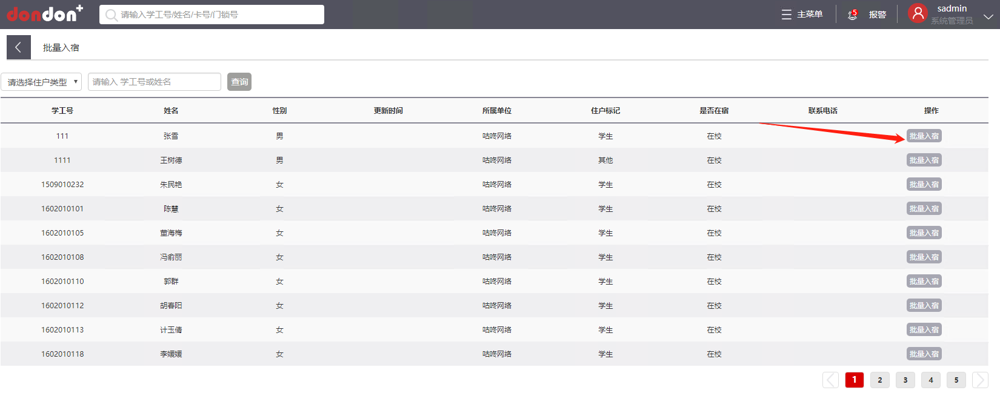 dondon+ 请输入学工号/姓名/卡号/门锁号 主菜单 5 报警 sadmin
系统管理员
批量入宿
请选择住户类型 请输入 学工号或姓名 查询
学工号 姓名 性别 更新时间 所属单位 住户标记 是否在宿 联系电话 操作
111 张雪 男 咕咚网络 学生 在校 批量入宿
1111 王树德 男 咕咚网络 其他 在校 批量入宿
1509010232 朱民艳 女 咕咚网络 学生 在校 批量入宿
1602010101 陈慧 女 咕咚网络 学生 在校 批量入宿
1602010105 董海梅 女 咕咚网络 学生 在校 批量入宿
1602010108 冯俞丽 女 咕咚网络 学生 在校 批量入宿
1602010110 郭群 女 咕咚网络 学生 在校 批量入宿
1602010112 胡春阳 女 咕咚网络 学生 在校 批量入宿
1602010113 计玉倩 女 咕咚网络 学生 在校 批量入宿
1602010118 李媛媛 女 咕咚网络 学生 在校 批量入宿
1 2 3 4 5